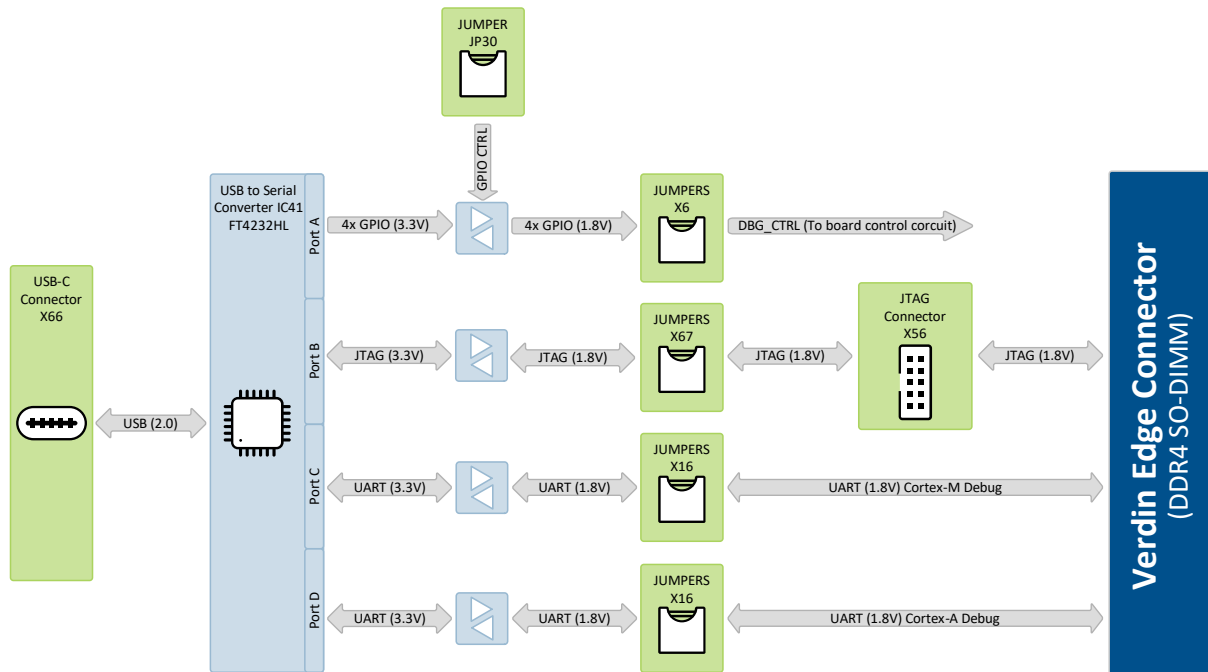 JUMPER
JP30
GPIO CTRL
USB to Serial
Converter IC41
FT4232HL
Port A
4x GPIO (3.3V)
4x GPIO (1.8V)
JUMPERS
X6
DBG_CTRL (To board control corcuit)
USB-C
Connector
X66
USB (2.0)
Port B
JTAG (3.3V)
JTAG (1.8V)
JUMPERS
X67
JTAG (1.8V)
JTAG
Connector
X56
JTAG (1.8V)
Port C
UART (3.3V)
UART (1.8V)
JUMPERS
X16
UART (1.8V) Cortex-M Debug
Port D
UART (3.3V)
UART (1.8V)
JUMPERS
X16
UART (1.8V) Cortex-A Debug
Verdin Edge Connector
(DDR4 SO-DIMM)